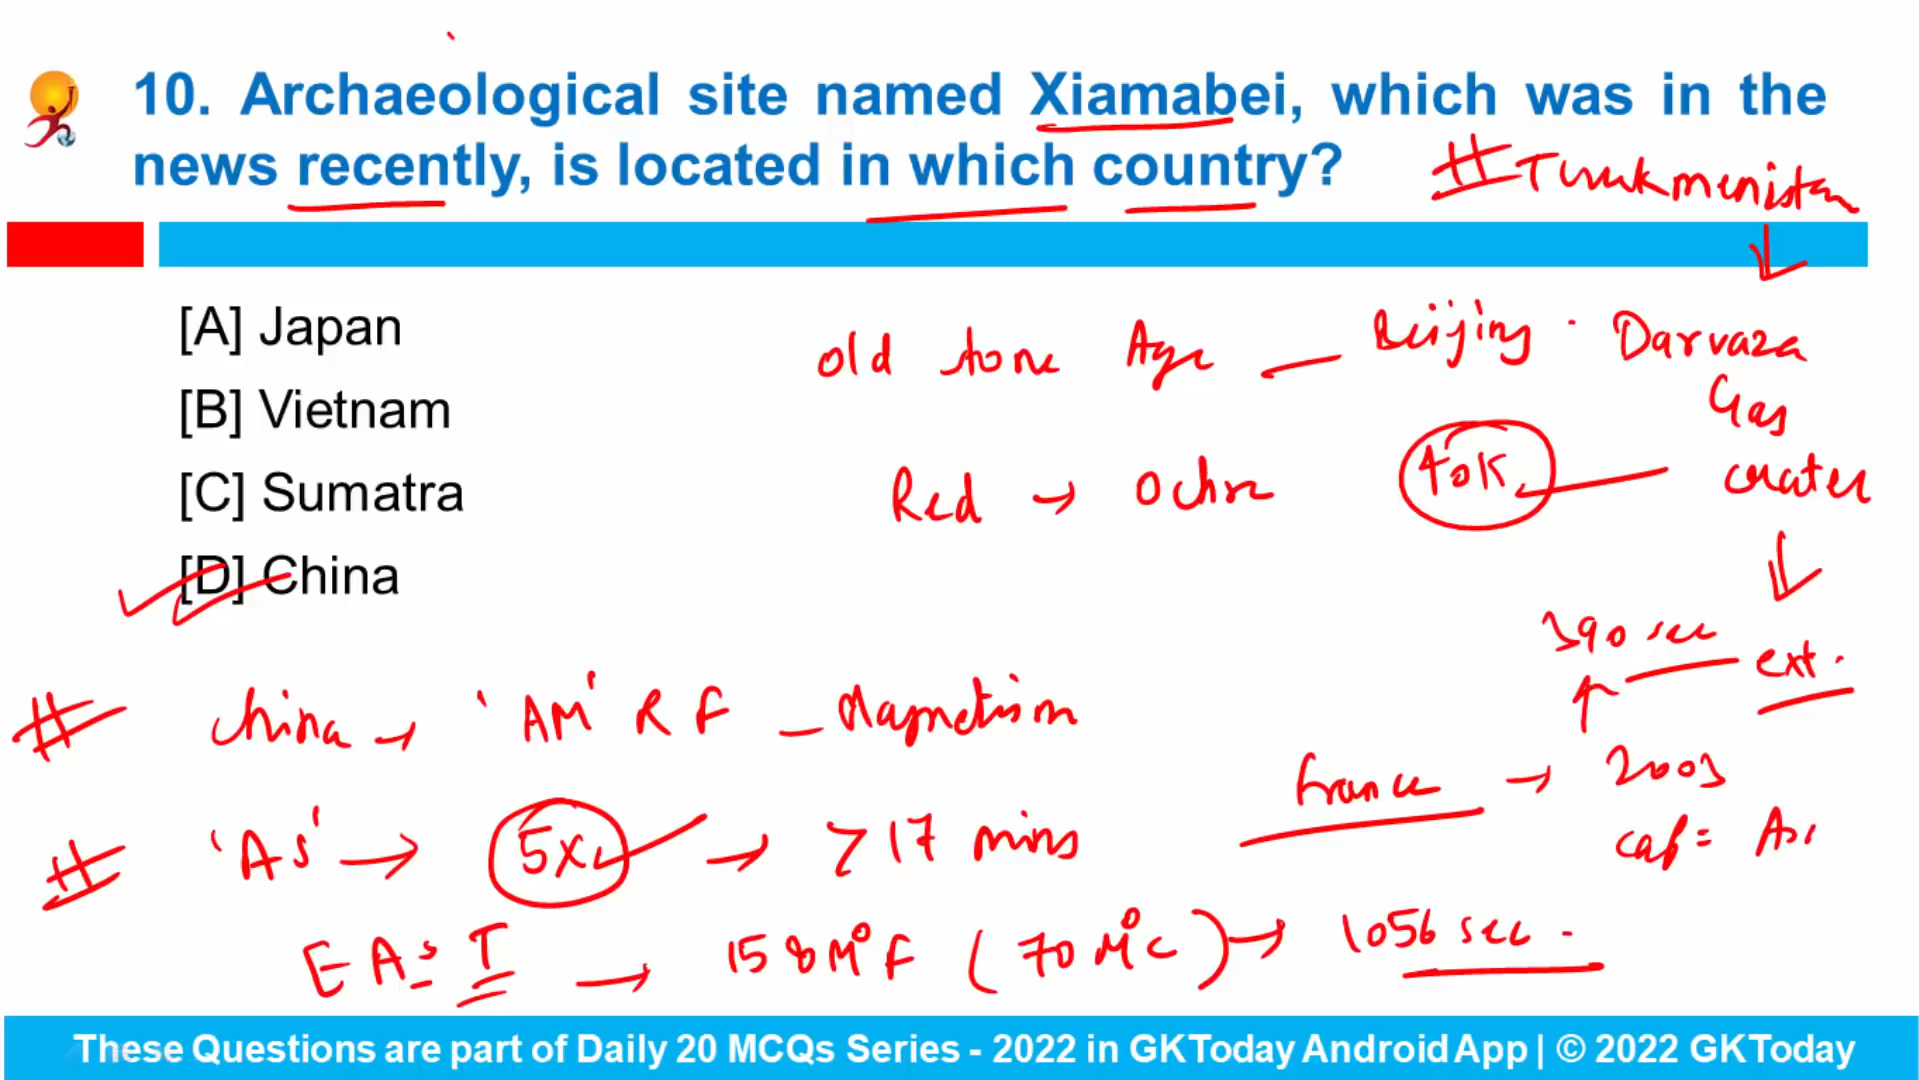 10. Archaeological site named Xiamabei, which was in the
news recently, is located in which country?
# Turukmenistan
[A] Japan
[B] Vietnam
[C] Sumatra
[D] China
old stone Age — Beijing
Darvaza
Gas
crater
Red → Ochre 40K
ext.
390 sec
# China → 'AM' R F — Magnetism
France → 2003
# 'As' → 5x → >17 mins
EAST → 158M°F (70M°C) → 1056 sec.
These Questions are part of Daily 20 MCQs Series - 2022 in GKToday Android App | © 2022 GKToday